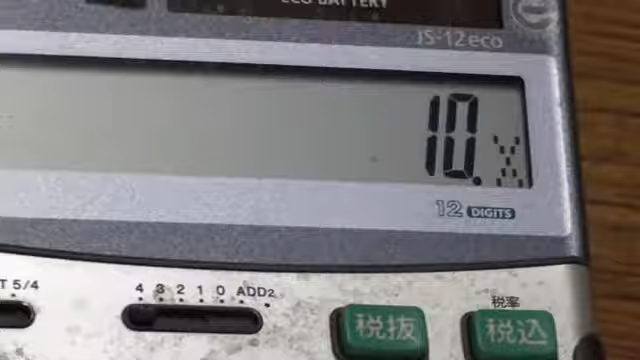 ECO BATTERY
JS-12eco
10.X
12 DIGITS
T 5/4
4 3 2 1 0 ADD2
税率
税抜
税込